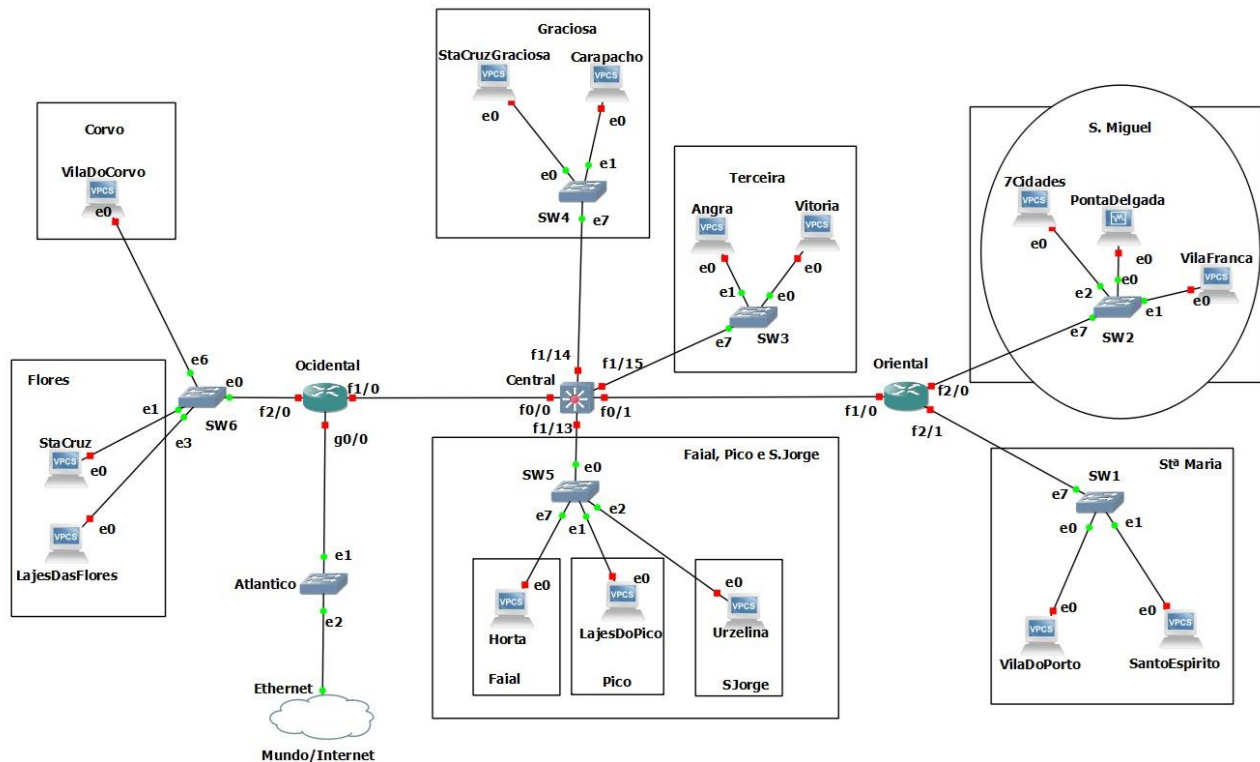 Graciosa
StaCruzGraciosa
Carapacho
VPCS
VPCS
e0
e0
e0
e1
SW4
e7
Corvo
VilaDoCorvo
VPCS
e0
Terceira
Angra
Vitoria
VPCS
VPCS
e0
e0
e1
e0
SW3
e7
S. Miguel
7Cidades
PontaDelgada
VPCS
VilaFranca
VPCS
e0
e0
e0
e2
e0
e1
e7
SW2
Flores
e6
e0
e1
e3
SW6
StaCruz
VPCS
e0
LajesDasFlores
VPCS
e0
Ocidental
f2/0
f1/0
g0/0
Central
f1/14
f1/15
f0/0
f0/1
f1/13
Oriental
f1/0
f2/0
f2/1
Faial, Pico e S.Jorge
SW5
e0
e7
e1
e2
e0
VPCS
Horta
Faial
e0
VPCS
LajesDoPico
Pico
e0
VPCS
Urzelina
SJorge
Stª Maria
SW1
e7
e0
e1
e0
VPCS
VilaDoPorto
e0
VPCS
SantoEspirito
e1
Atlantico
e2
Ethernet
Mundo/Internet